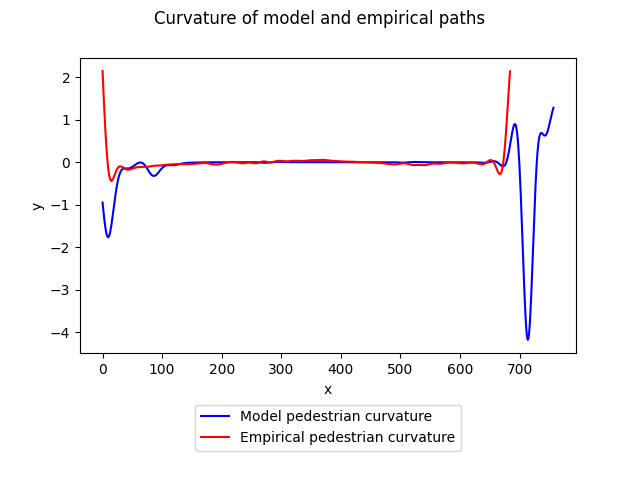 Curvature of model and empirical paths
2
1
0
−1
−2
−3
−4
y
0 100 200 300 400 500 600 700
x
Model pedestrian curvature
Empirical pedestrian curvature